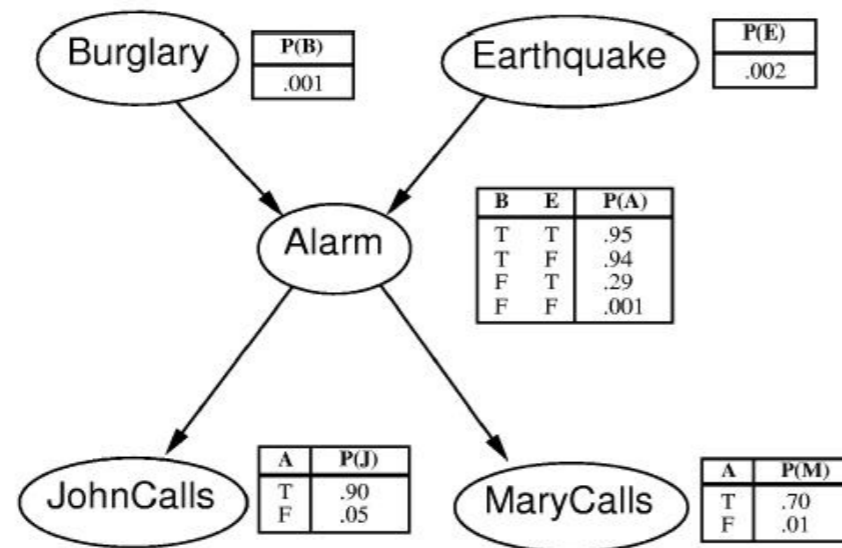 Burglary
P(B)
.001
Earthquake
P(E)
.002
Alarm
B E P(A)
T T .95
T F .94
F T .29
F F .001
JohnCalls
A P(J)
T .90
F .05
MaryCalls
A P(M)
T .70
F .01